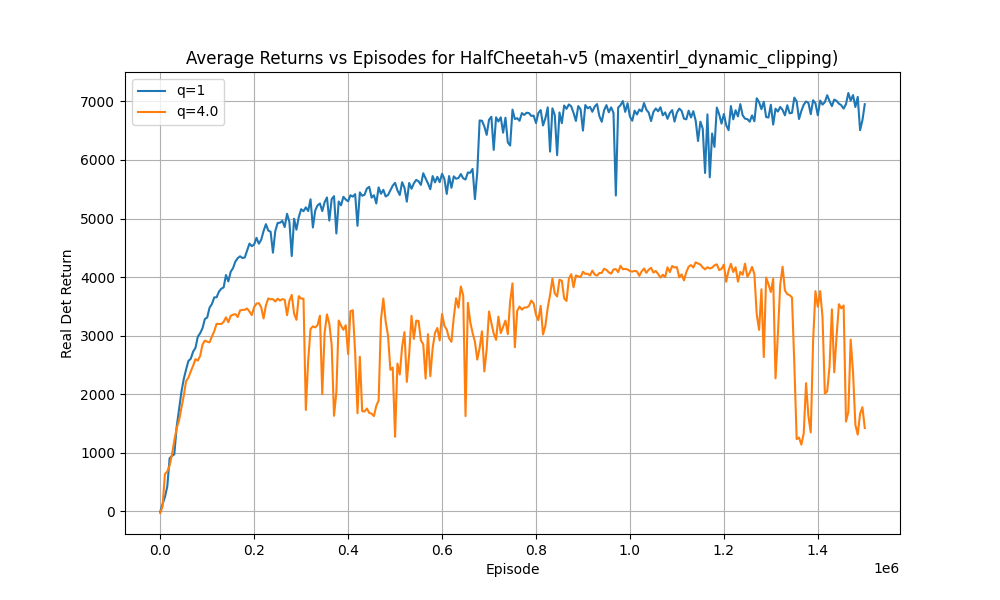 Average Returns vs Episodes for HalfCheetah-v5 (maxentirl_dynamic_clipping)
q=1
q=4.0
Real Det Return
7000
6000
5000
4000
3000
2000
1000
0
0.0 0.2 0.4 0.6 0.8 1.0 1.2 1.4
1e6
Episode